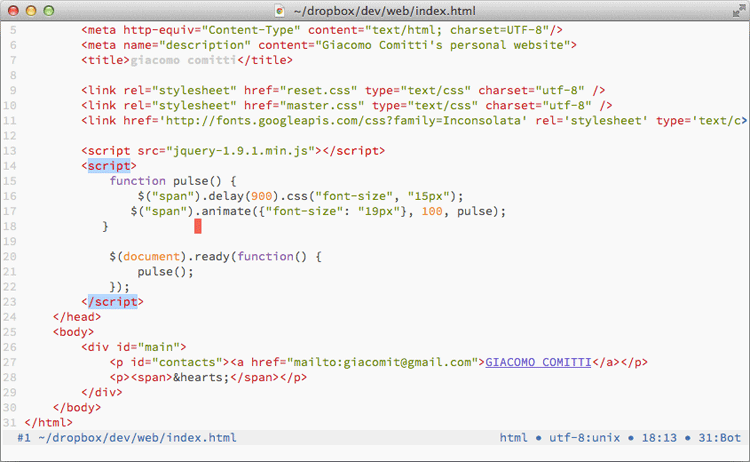 ~/dropbox/dev/web/index.html
5 <meta http-equiv="Content-Type" content="text/html; charset=UTF-8"/>
6 <meta name="description" content="Giacomo Comitti's personal website">
7 <title>giacomo comitti</title>
8
9 <link rel="stylesheet" href="reset.css" type="text/css" charset="utf-8" />
10 <link rel="stylesheet" href="master.css" type="text/css" charset="utf-8" />
11 <link href='http://fonts.googleapis.com/css?family=Inconsolata' rel='stylesheet' type='text/c>
12
13 <script src="jquery-1.9.1.min.js"></script>
14 <script>
15 function pulse() {
16 $("span").delay(900).css("font-size", "15px");
17 $("span").animate({"font-size": "19px"}, 100, pulse);
18 }
19
20 $(document).ready(function() {
21 pulse();
22 });
23 </script>
24 </head>
25 <body>
26 <div id="main">
27 <p id="contacts"><a href="mailto:giacomit@gmail.com">GIACOMO COMITTI</a></p>
28 <p><span>&hearts;</span></p>
29 </div>
30 </body>
31 </html>
#1 ~/dropbox/dev/web/index.html html • utf-8:unix • 18:13 • 31:Bot